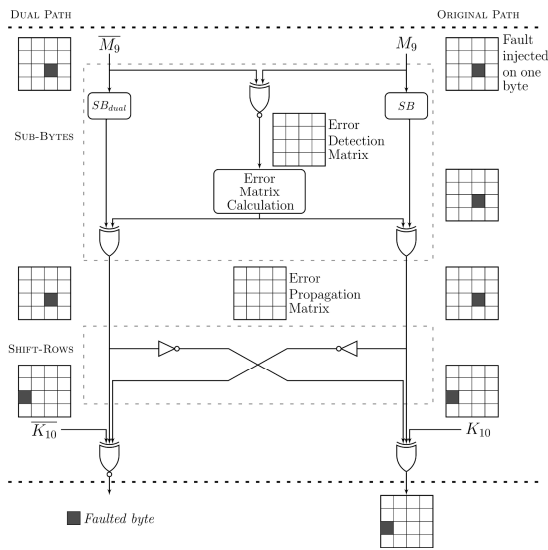 DUAL PATH
ORIGINAL PATH
$\overline{M_9}$
$M_9$
Fault
injected
on one
byte
$SB_{dual}$
$SB$
SUB-BYTES
Error
Detection
Matrix
Error
Matrix
Calculation
Error
Propagation
Matrix
SHIFT-ROWS
$\overline{K_{10}}$
$K_{10}$
Faulted byte